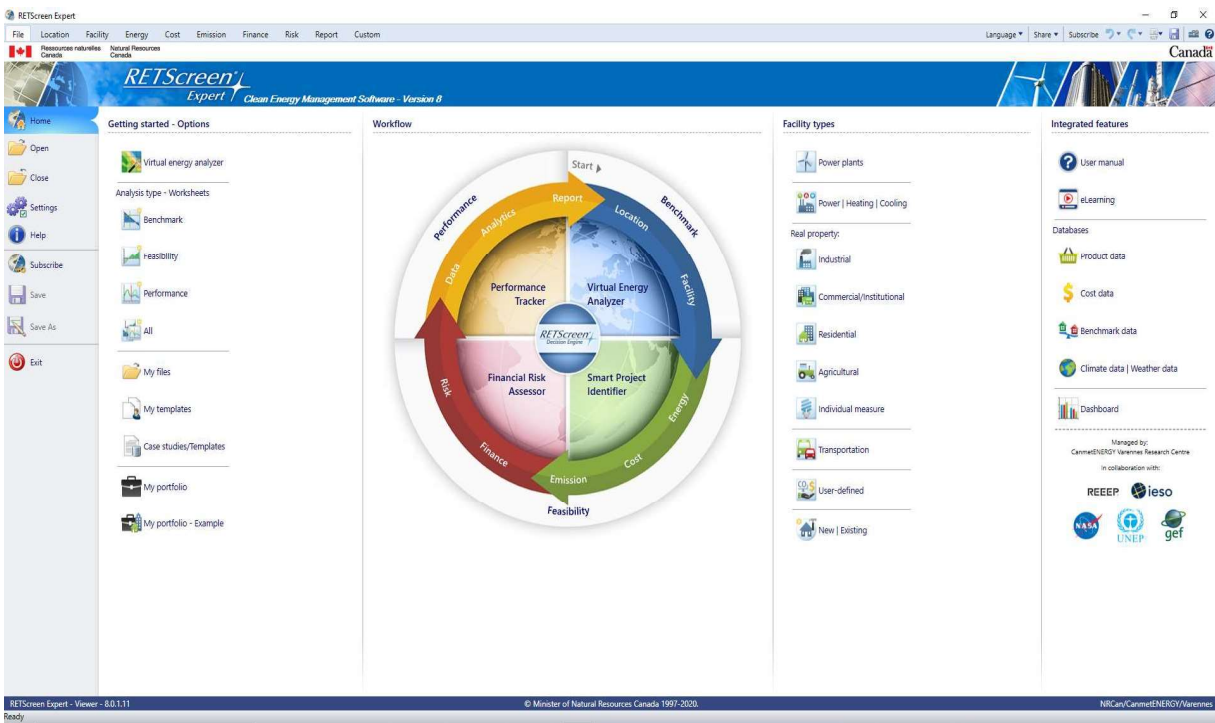 RETScreen Expert
File Location Facility Energy Cost Emission Finance Risk Report Custom
Language Share Subscribe
Ressources naturelles Canada
Natural Resources Canada
Canada
RETScreen
Expert
Clean Energy Management Software - Version 8
Home
Open
Close
Settings
Help
Subscribe
Save
Save As
Exit
Getting started - Options
Virtual energy analyzer
Analysis type - Worksheets
Benchmark
Feasibility
Performance
All
My files
My templates
Case studies/Templates
My portfolio
My portfolio - Example
Workflow
Start
Performance
Benchmark
Feasibility
Report
Location
Facility
Energy
Cost
Emission
Finance
Risk
Data
Analytics
Performance
Tracker
Virtual Energy
Analyzer
RETScreen
Decision Engine
Financial Risk
Assessor
Smart Project
Identifier
Facility types
Power plants
Power | Heating | Cooling
Real property:
Industrial
Commercial/Institutional
Residential
Agricultural
Individual measure
Transportation
User-defined
New | Existing
Integrated features
User manual
eLearning
Databases
Product data
Cost data
Benchmark data
Climate data | Weather data
Dashboard
Managed by:
CanmetENERGY Varennes Research Centre
In collaboration with:
REEEP
ieso
NASA
UNEP
gef
RETScreen Expert - Viewer - 8.0.1.11
© Minister of Natural Resources Canada 1997-2020.
NRCan/CanmetENERGY/Varennes
Ready